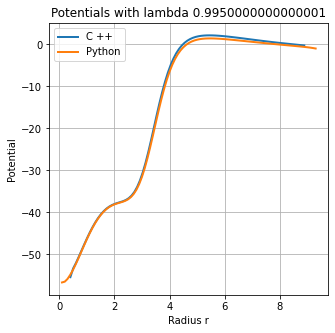 Potentials with lambda 0.9950000000000001
C ++
Python
0
−10
−20
−30
−40
−50
Potential
0 2 4 6 8
Radius r